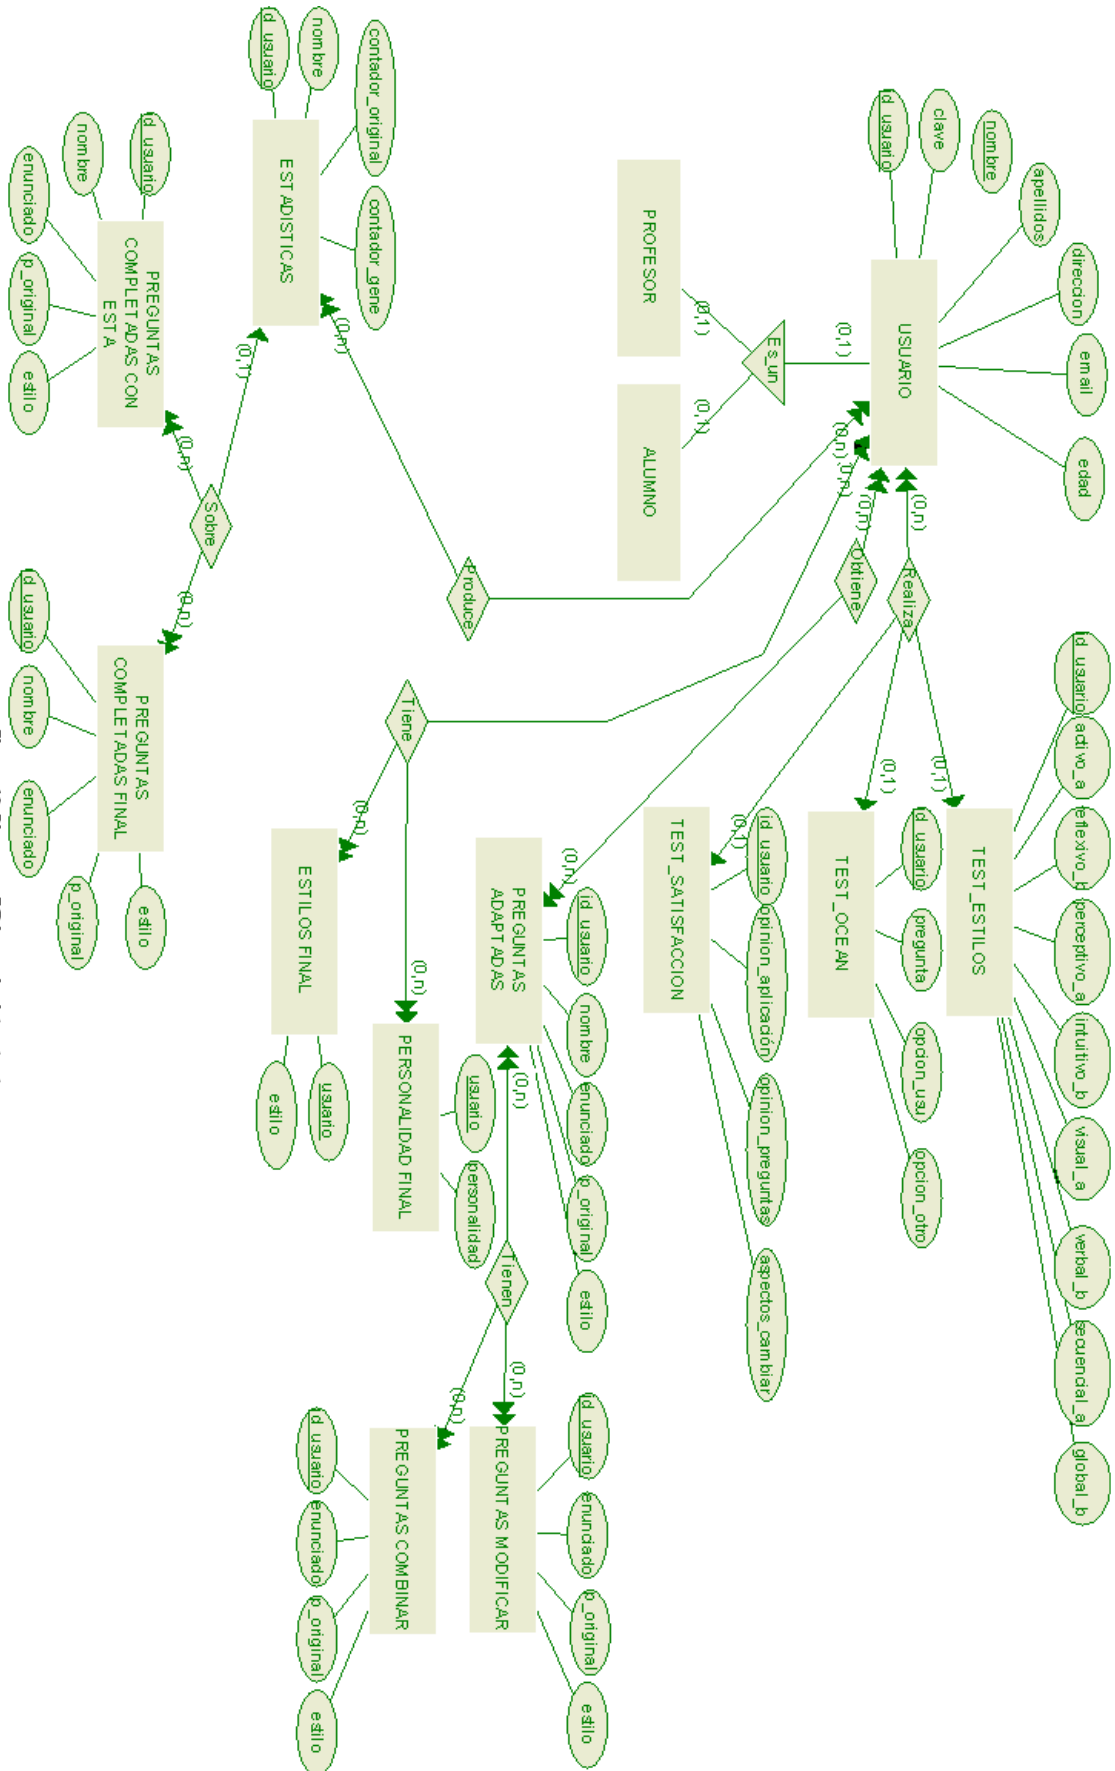 id_usuario
clave
nombre
apellidos
direccion
email
edad
USUARIO
(0,1)
Es_un
(0,1)
PROFESOR
(0,1)
ALUMNO
(0,n)
(0,n)
(0,n)
(0,n)
Obtiene
Realiza
id_usuario
nombre
contador_original
contador_gene
ESTADISTICAS
(0,n)
(0,1)
Produce
id_usuario
nombre
enunciado
p_original
estilo
PREGUNTAS
COMPLETADAS CON
ESTA
(0,n)
Sobre
(0,n)
id_usuario
nombre
enunciado
p_original
estilo
PREGUNTAS
COMPLETADAS FINAL
Tiene
(0,n)
ESTILOS FINAL
usuario
estilo
(0,n)
PERSONALIDAD FINAL
usuario
personalidad
(0,n)
PREGUNTAS
ADAPTADAS
id_usuario
nombre
enunciado
p_original
estilo
(0,n)
Tienen
(0,n)
(0,n)
(0,1)
TEST_SATISFACCION
id_usuario
opinion_aplicación
opinion_preguntas
aspectos_cambiar
(0,1)
TEST_OCEAN
id_usuario
pregunta
opcion_usu
opcion_otro
(0,1)
TEST_ESTILOS
id_usuario
activo_a
reflexivo_b
perceptivo_a
intuitivo_b
visual_a
verbal_b
secuencial_a
global_b
PREGUNTAS MODIFICAR
id_usuario
enunciado
p_original
estilo
PREGUNTAS COMBINAR
id_usuario
enunciado
p_original
estilo